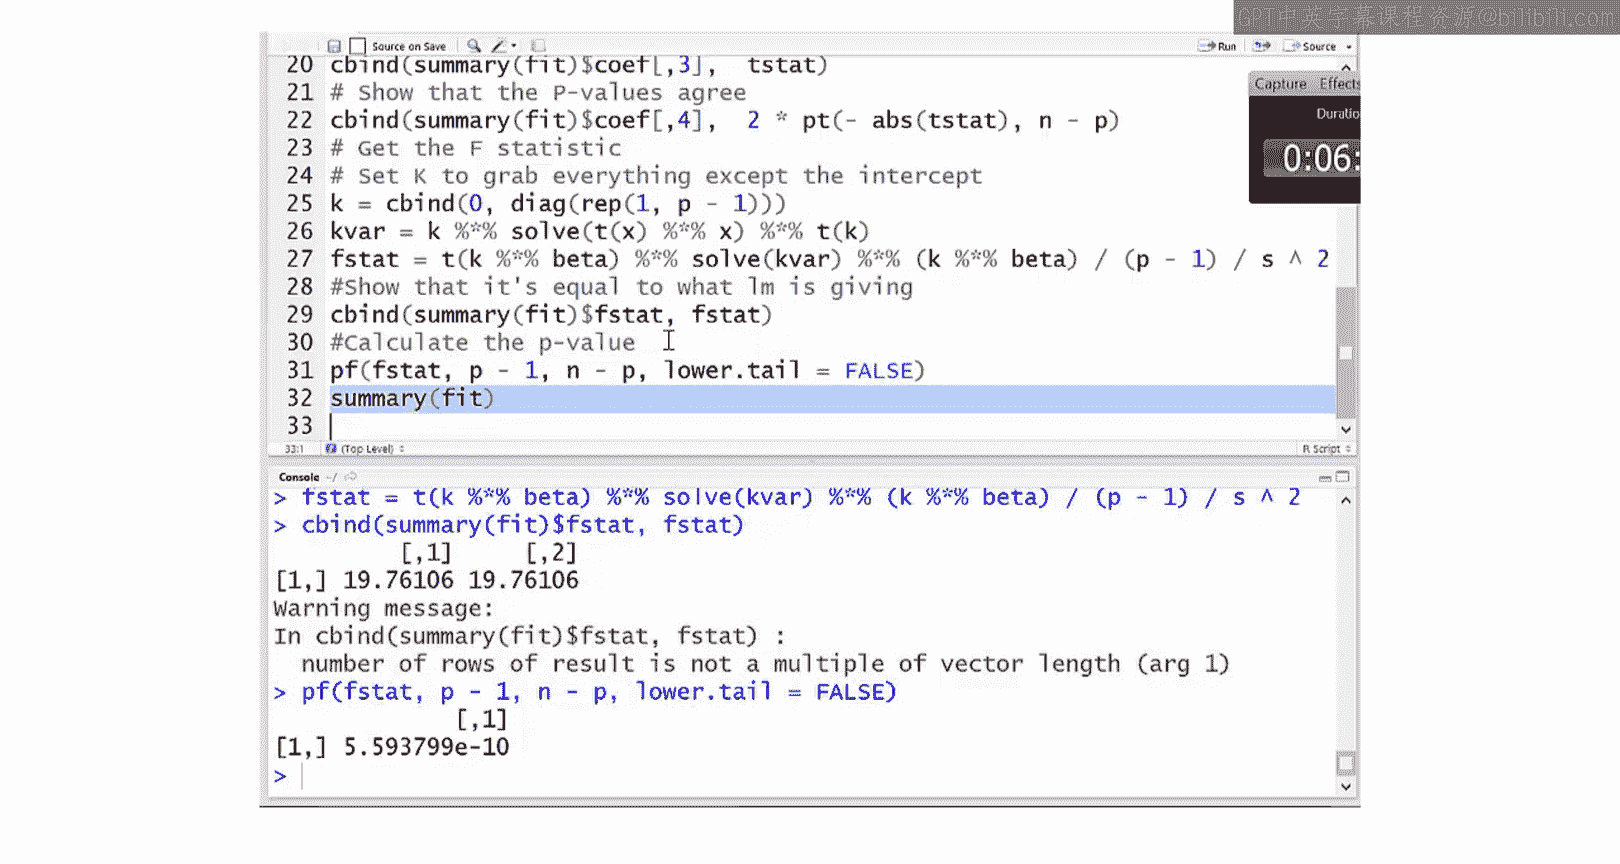 GPT中英字幕课程资源@bilibili.com
Source on Save Run Source
Capture Effects
Duratio
0:06:
20 cbind(summary(fit)$coef[,3],  tstat)
21 # Show that the P-values agree
22 cbind(summary(fit)$coef[,4],  2 * pt(- abs(tstat), n - p)
23 # Get the F statistic
24 # Set K to grab everything except the intercept
25 k = cbind(0, diag(rep(1, p - 1)))
26 kvar = k %*% solve(t(x) %*% x) %*% t(k)
27 fstat = t(k %*% beta) %*% solve(kvar) %*% (k %*% beta) / (p - 1) / s ^ 2
28 #Show that it's equal to what lm is giving
29 cbind(summary(fit)$fstat, fstat)
30 #Calculate the p-value
31 pf(fstat, p - 1, n - p, lower.tail = FALSE)
32 summary(fit)
33
33:1 (Top Level) R Script
Console ~/
> fstat = t(k %*% beta) %*% solve(kvar) %*% (k %*% beta) / (p - 1) / s ^ 2
> cbind(summary(fit)$fstat, fstat)
[,1] [,2]
[1,] 19.76106 19.76106
Warning message:
In cbind(summary(fit)$fstat, fstat) :
number of rows of result is not a multiple of vector length (arg 1)
> pf(fstat, p - 1, n - p, lower.tail = FALSE)
[,1]
[1,] 5.593799e-10
>